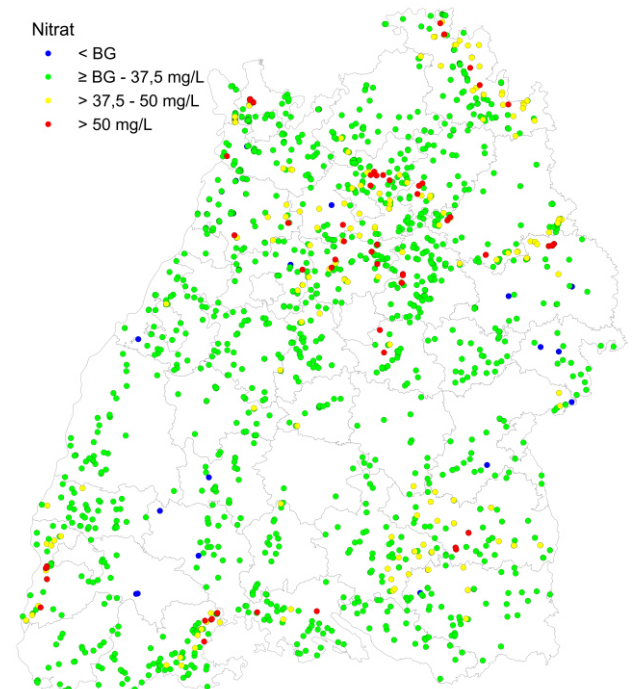 Nitrat
< BG
≥ BG - 37,5 mg/L
> 37,5 - 50 mg/L
> 50 mg/L